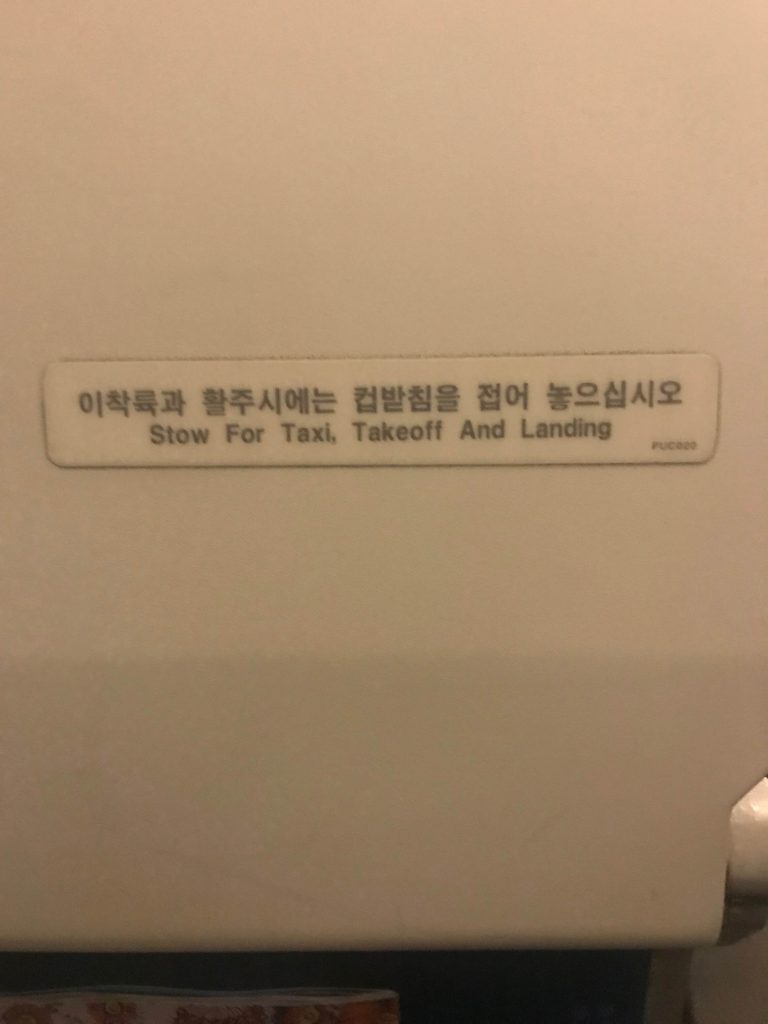 이착륙과 활주시에는 컵받침을 접어 놓으십시오
Stow For Taxi, Takeoff And Landing
PUC020